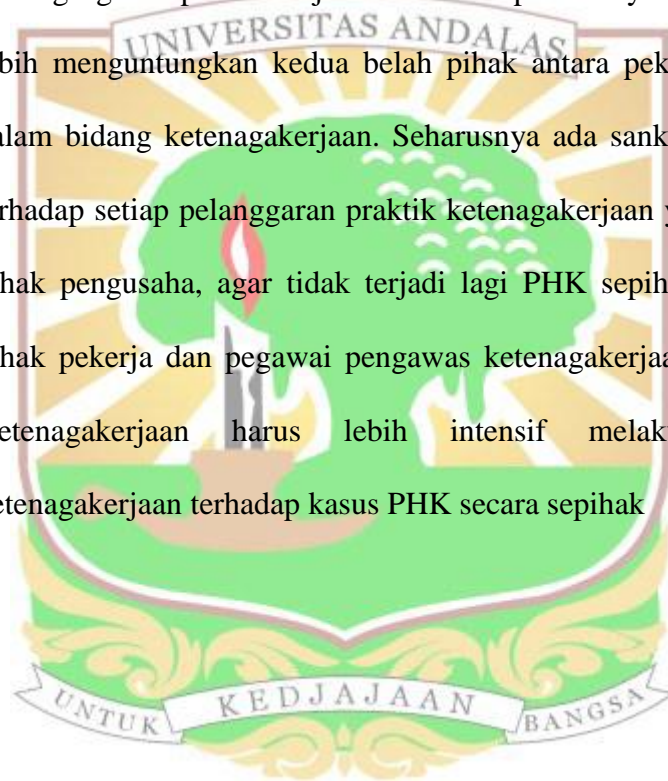 UNIVERSITAS ANDALAS
bih menguntungkan kedua belah pihak antara pek
alam bidang ketenagakerjaan. Seharusnya ada sank
rhadap setiap pelanggaran praktik ketenagakerjaan y
hak pengusaha, agar tidak terjadi lagi PHK sepih
ihak pekerja dan pegawai pengawas ketenagakerjaa
etenagakerjaan harus lebih intensif melak
etenagakerjaan terhadap kasus PHK secara sepihak
UNTUK KEDJAJAAN BANGSA